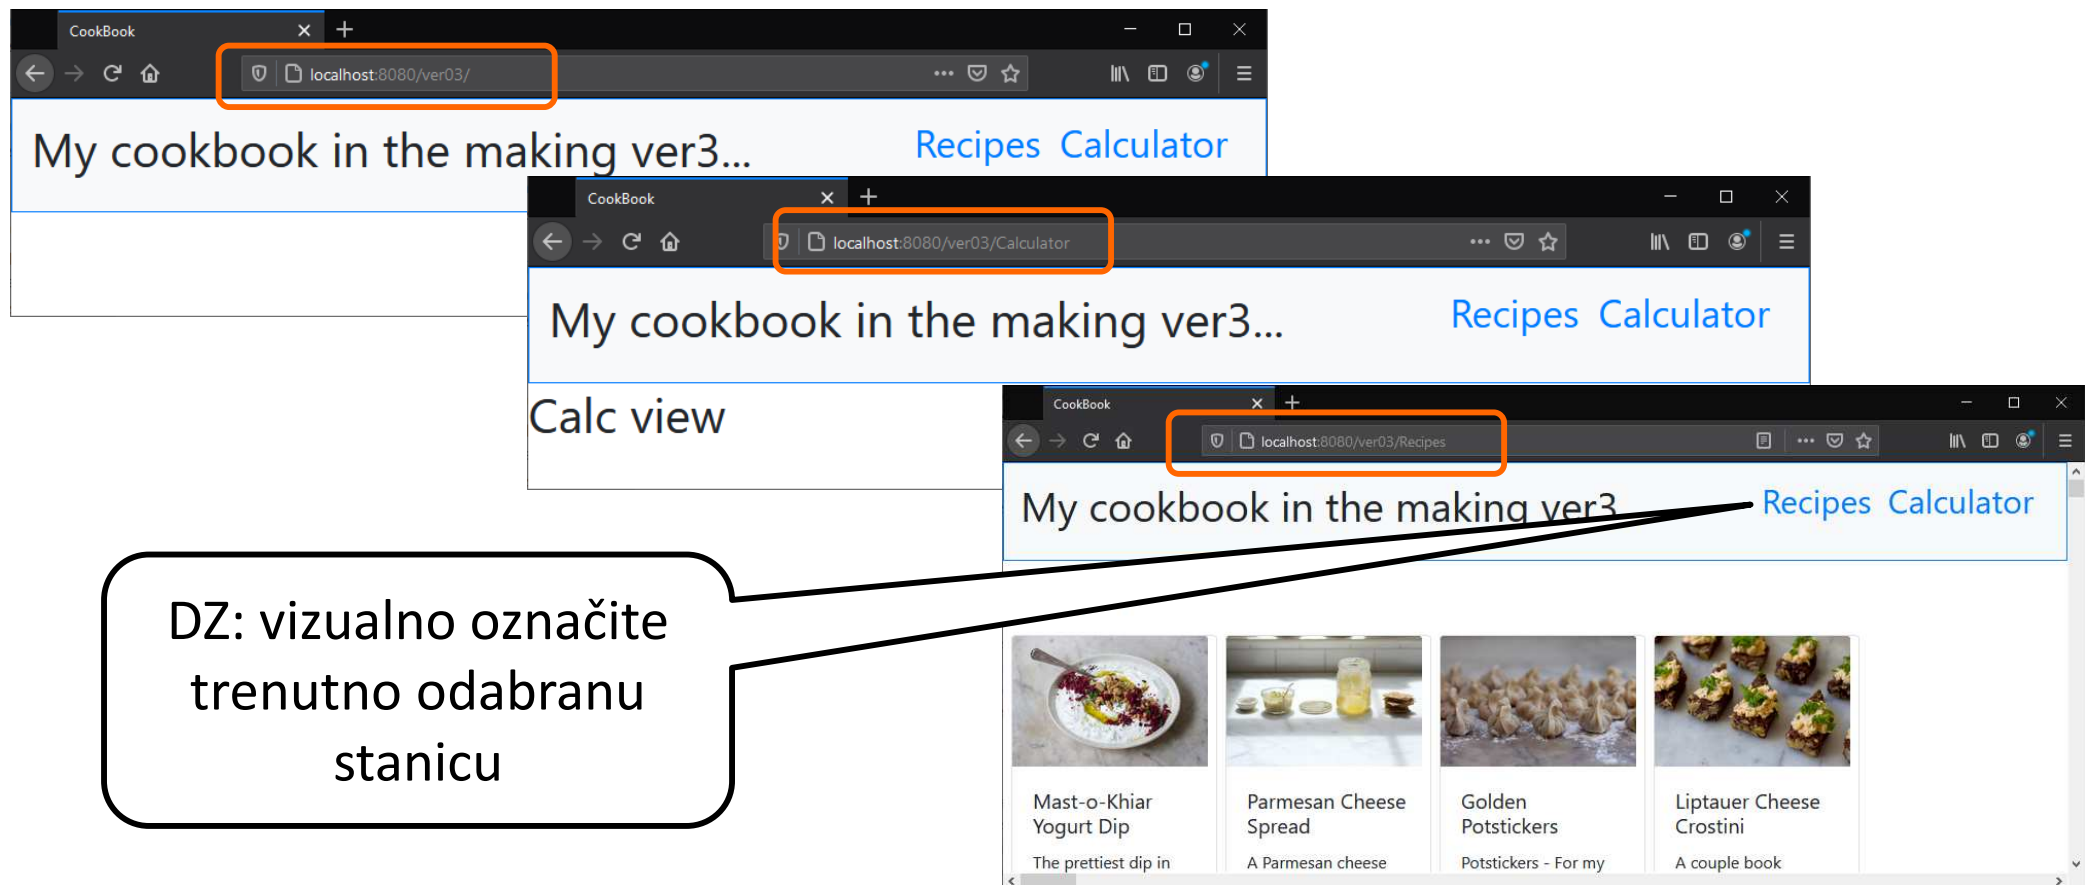 CookBook
localhost:8080/ver03/
My cookbook in the making ver3...
Recipes Calculator
CookBook
localhost:8080/ver03/Calculator
My cookbook in the making ver3...
Recipes Calculator
Calc view
CookBook
localhost:8080/ver03/Recipes
My cookbook in the making ver3
Recipes Calculator
DZ: vizualno označite
trenutno odabranu
stanicu
Mast-o-Khiar
Yogurt Dip
The prettiest dip in
Parmesan Cheese
Spread
A Parmesan cheese
Golden
Potstickers
Potstickers - For my
Liptauer Cheese
Crostini
A couple book